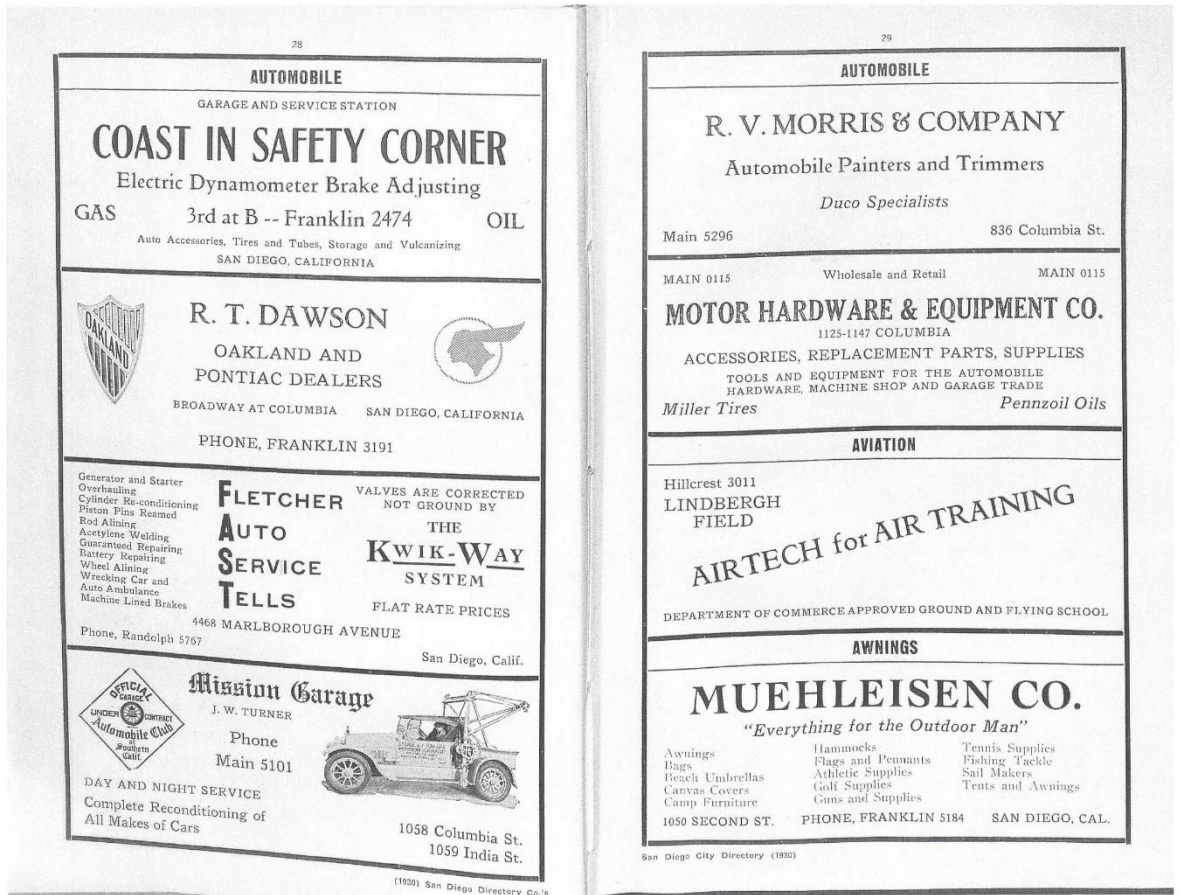 28
AUTOMOBILE
GARAGE AND SERVICE STATION
COAST IN SAFETY CORNER
Electric Dynamometer Brake Adjusting
GAS 3rd at B -- Franklin 2474 OIL
Auto Accessories, Tires and Tubes, Storage and Vulcanizing
SAN DIEGO, CALIFORNIA
OAKLAND
R. T. DAWSON
OAKLAND AND
PONTIAC DEALERS
BROADWAY AT COLUMBIA SAN DIEGO, CALIFORNIA
PHONE, FRANKLIN 3191
Generator and Starter
Overhauling
Cylinder Re-conditioning
Piston Pins Reamed
Rod Alining
Acetylene Welding
Guaranteed Repairing
Battery Repairing
Wheel Alining
Wrecking Car and
Auto Ambulance
Machine Lined Brakes
FLETCHER
AUTO
SERVICE
TELLS
VALVES ARE CORRECTED
NOT GROUND BY
THE
KWIK-WAY
SYSTEM
FLAT RATE PRICES
4468 MARLBOROUGH AVENUE
Phone, Randolph 5767
San Diego, Calif.
OFFICIAL
GARAGE
UNDER CONTRACT
Automobile Club
of
Southern
Calif.
Mission Garage
J. W. TURNER
Phone
Main 5101
DAY AND NIGHT SERVICE
Complete Reconditioning of
All Makes of Cars
1058 Columbia St.
1059 India St.
(1930) San Diego Directory Co.'s
29
AUTOMOBILE
R. V. MORRIS & COMPANY
Automobile Painters and Trimmers
Duco Specialists
Main 5296 836 Columbia St.
MAIN 0115 Wholesale and Retail MAIN 0115
MOTOR HARDWARE & EQUIPMENT CO.
1125-1147 COLUMBIA
ACCESSORIES, REPLACEMENT PARTS, SUPPLIES
TOOLS AND EQUIPMENT FOR THE AUTOMOBILE
HARDWARE, MACHINE SHOP AND GARAGE TRADE
Miller Tires Pennzoil Oils
AVIATION
Hillcrest 3011
LINDBERGH
FIELD
AIRTECH for AIR TRAINING
DEPARTMENT OF COMMERCE APPROVED GROUND AND FLYING SCHOOL
AWNINGS
MUEHLEISEN CO.
"Everything for the Outdoor Man"
Awnings
Bags
Beach Umbrellas
Canvas Covers
Camp Furniture
Hammocks
Flags and Pennants
Athletic Supplies
Golf Supplies
Guns and Supplies
Tennis Supplies
Fishing Tackle
Sail Makers
Tents and Awnings
1050 SECOND ST. PHONE, FRANKLIN 5184 SAN DIEGO, CAL.
San Diego City Directory (1930)